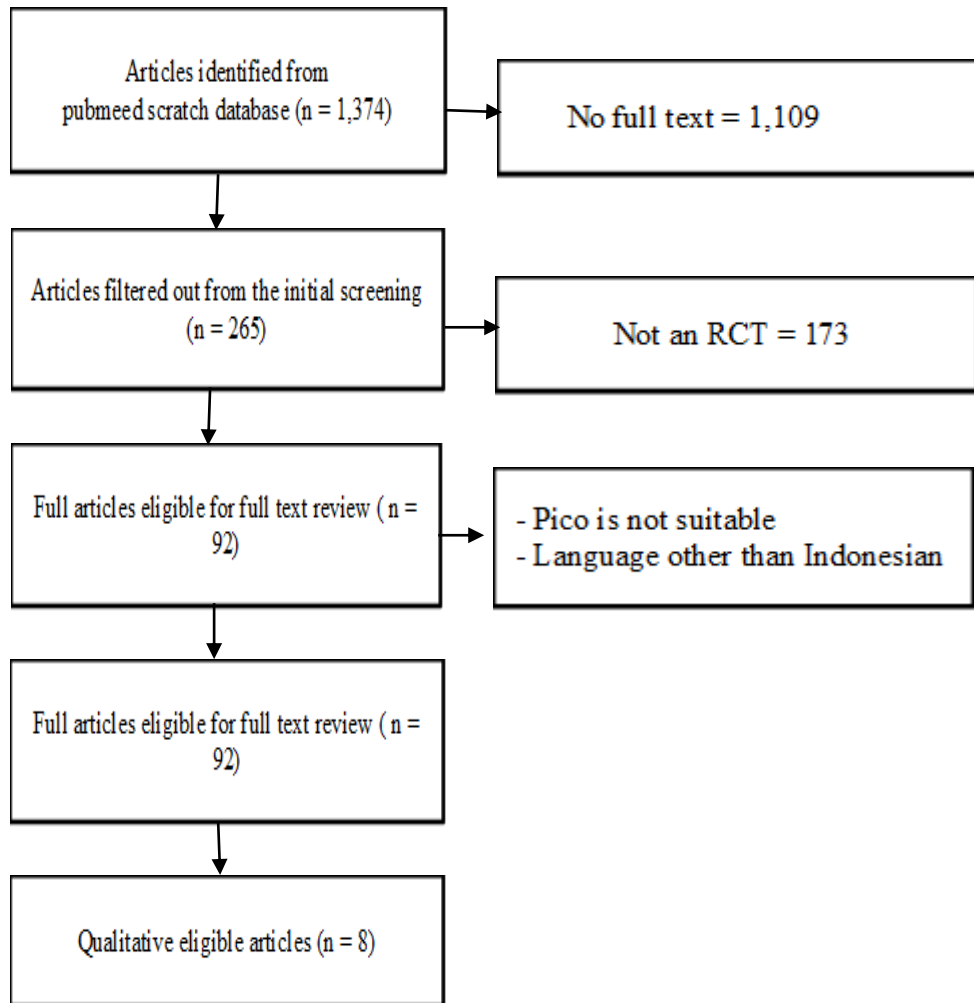 Articles identified from
pubmeed scratch database (n = 1,374)
No full text = 1,109
Articles filtered out from the initial screening
(n = 265)
Not an RCT = 173
Full articles eligible for full text review ( n =
92)
- Pico is not suitable
- Language other than Indonesian
Full articles eligible for full text review ( n =
92)
Qualitative eligible articles (n = 8)